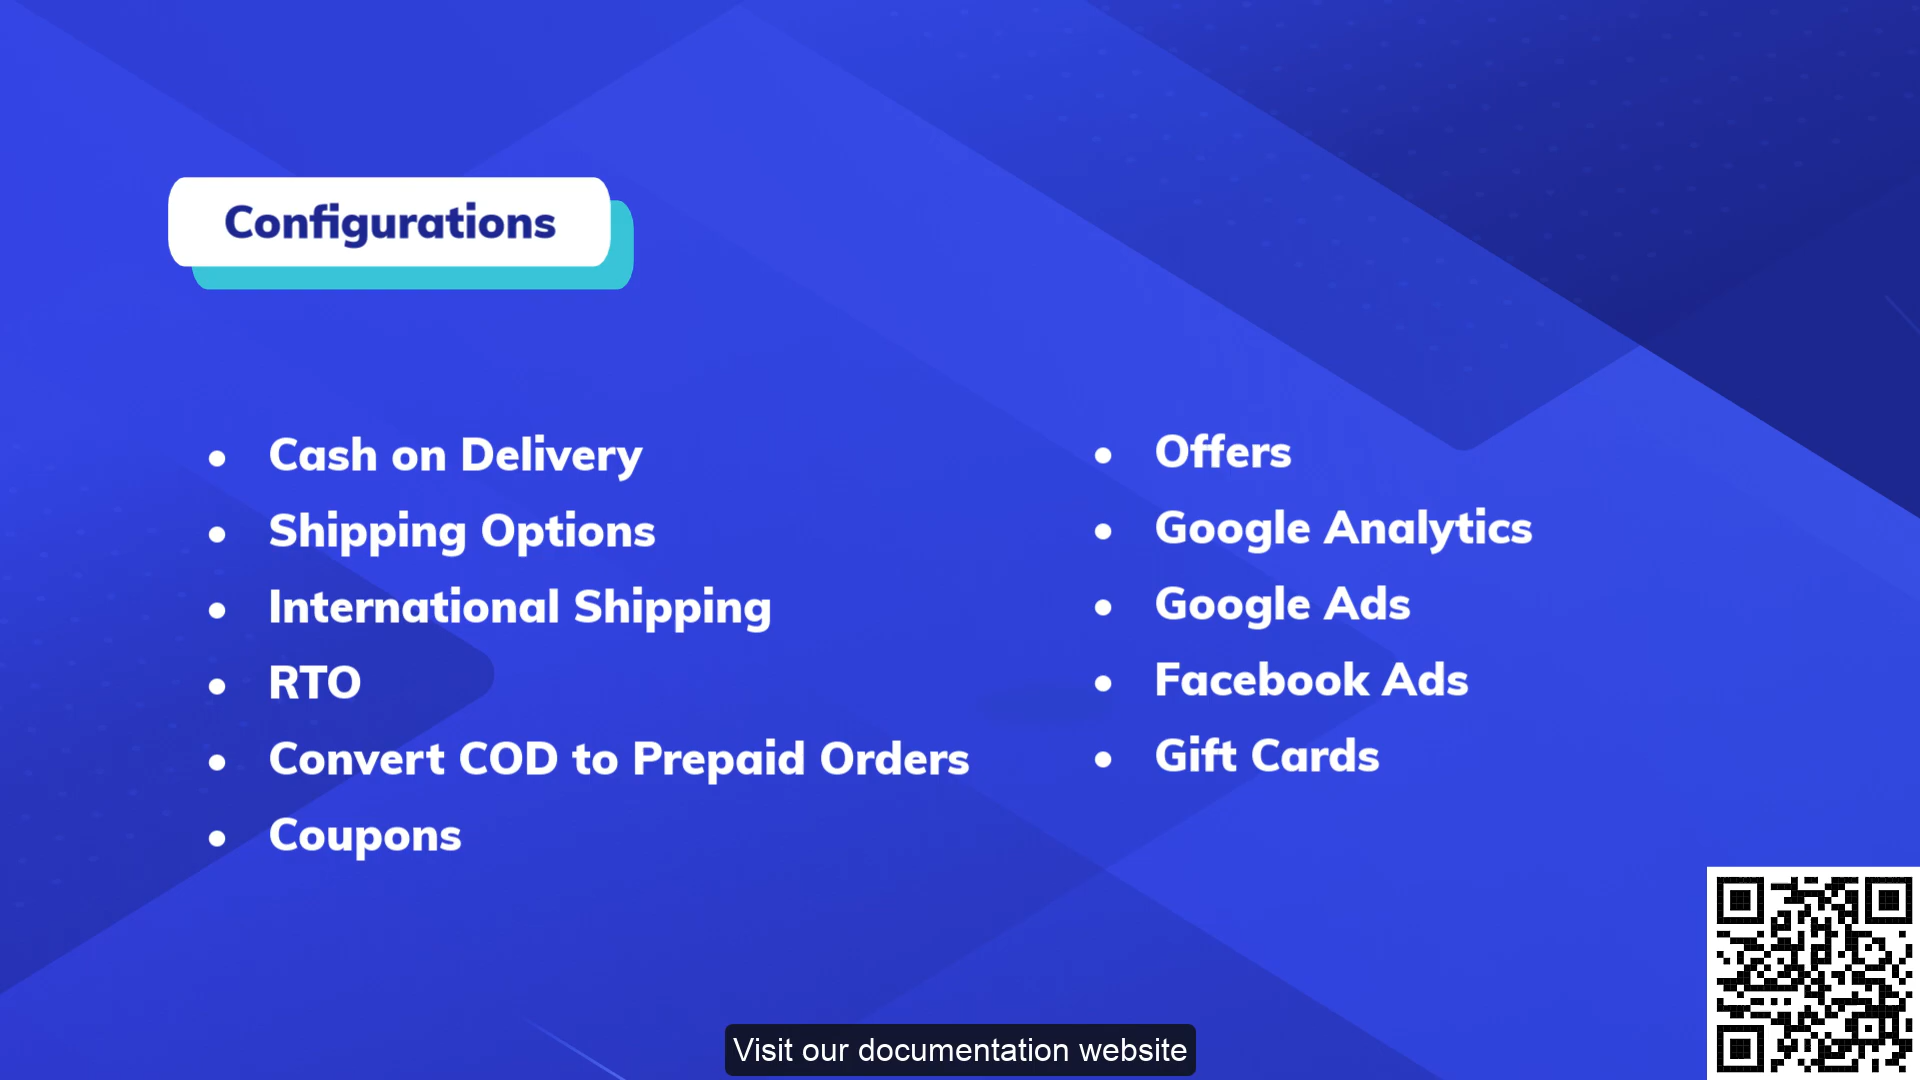 Configurations
• Cash on Delivery
• Shipping Options
• International Shipping
• RTO
• Convert COD to Prepaid Orders
• Coupons
• Offers
• Google Analytics
• Google Ads
• Facebook Ads
• Gift Cards
Visit our documentation website